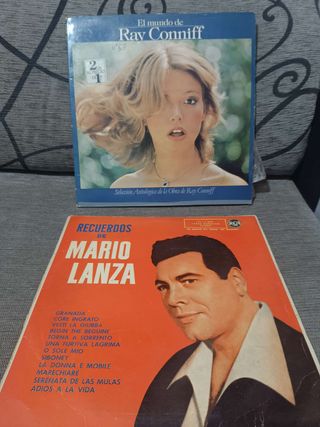 El mundo de
Ray Conniff
2
1
Selección Antológica de la Obra de Ray Conniff
RECUERDOS
DE
MARIO
LANZA
GRANADA
CORE INGRATO
VESTI LA GIUBBA
BEGIN THE BEGUINE
TORNA A SORRENTO
UNA FURTIVA LAGRIMA
O SOLE MIO
SIBONEY
LA DONNA E MOBILE
MARECHIARE
SERENATA DE LAS MULAS
ADIOS A LA VIDA
RCA